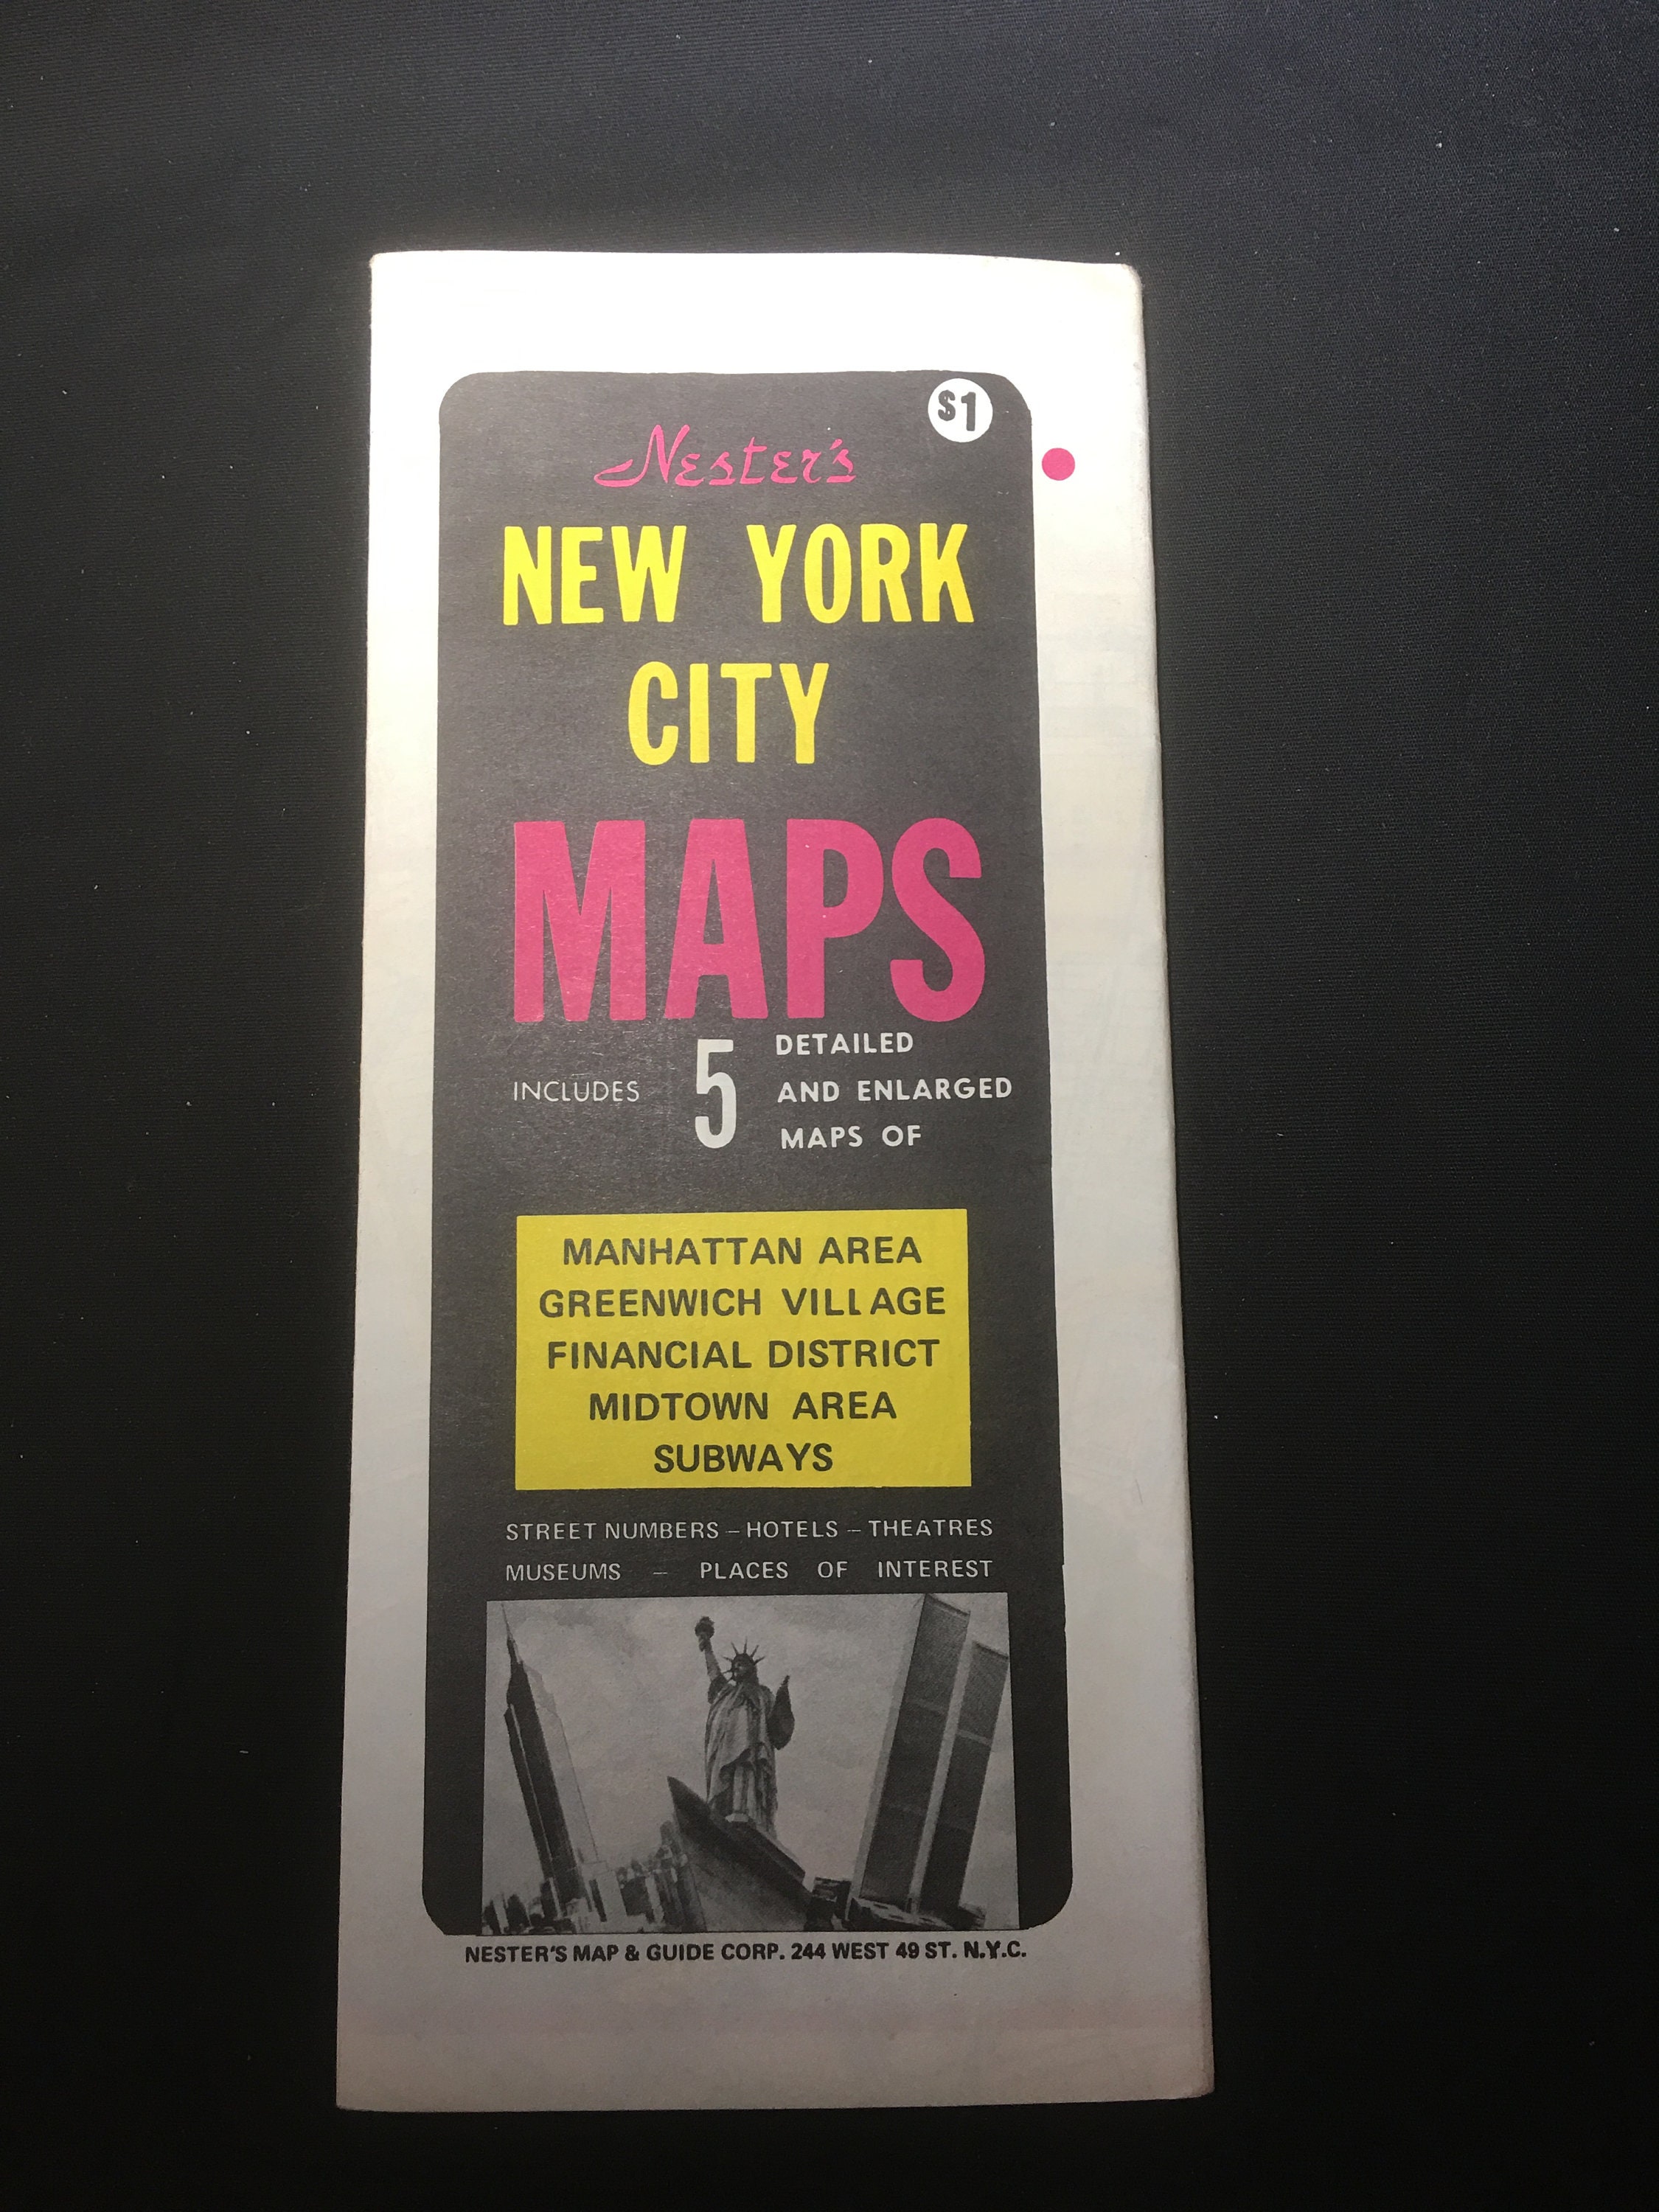 $1
Nester's
NEW YORK
CITY
MAPS
INCLUDES 5 DETAILED
AND ENLARGED
MAPS OF
MANHATTAN AREA
GREENWICH VILLAGE
FINANCIAL DISTRICT
MIDTOWN AREA
SUBWAYS
STREET NUMBERS – HOTELS – THEATRES
MUSEUMS – PLACES OF INTEREST
NESTER'S MAP & GUIDE CORP. 244 WEST 49 ST. N.Y.C.